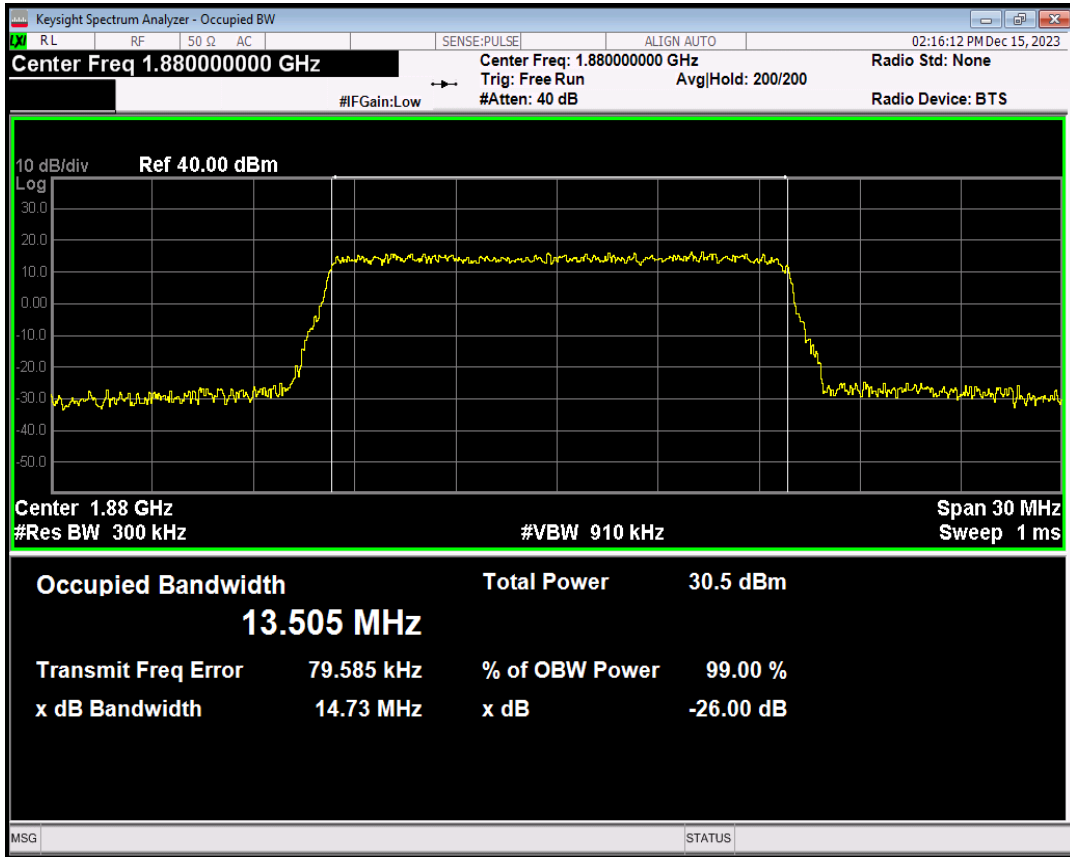 Keysight Spectrum Analyzer - Occupied BW
LXI RL RF 50 Ω AC SENSE:PULSE ALIGN AUTO 02:16:12 PM Dec 15, 2023
Center Freq 1.880000000 GHz Center Freq: 1.880000000 GHz Radio Std: None
Trig: Free Run Avg|Hold: 200/200
#IFGain:Low #Atten: 40 dB Radio Device: BTS
10 dB/div Ref 40.00 dBm
Log
30.0
20.0
10.0
0.00
-10.0
-20.0
-30.0
-40.0
-50.0
Center 1.88 GHz Span 30 MHz
#Res BW 300 kHz #VBW 910 kHz Sweep 1 ms
Occupied Bandwidth Total Power 30.5 dBm
13.505 MHz
Transmit Freq Error 79.585 kHz % of OBW Power 99.00 %
x dB Bandwidth 14.73 MHz x dB -26.00 dB
MSG STATUS